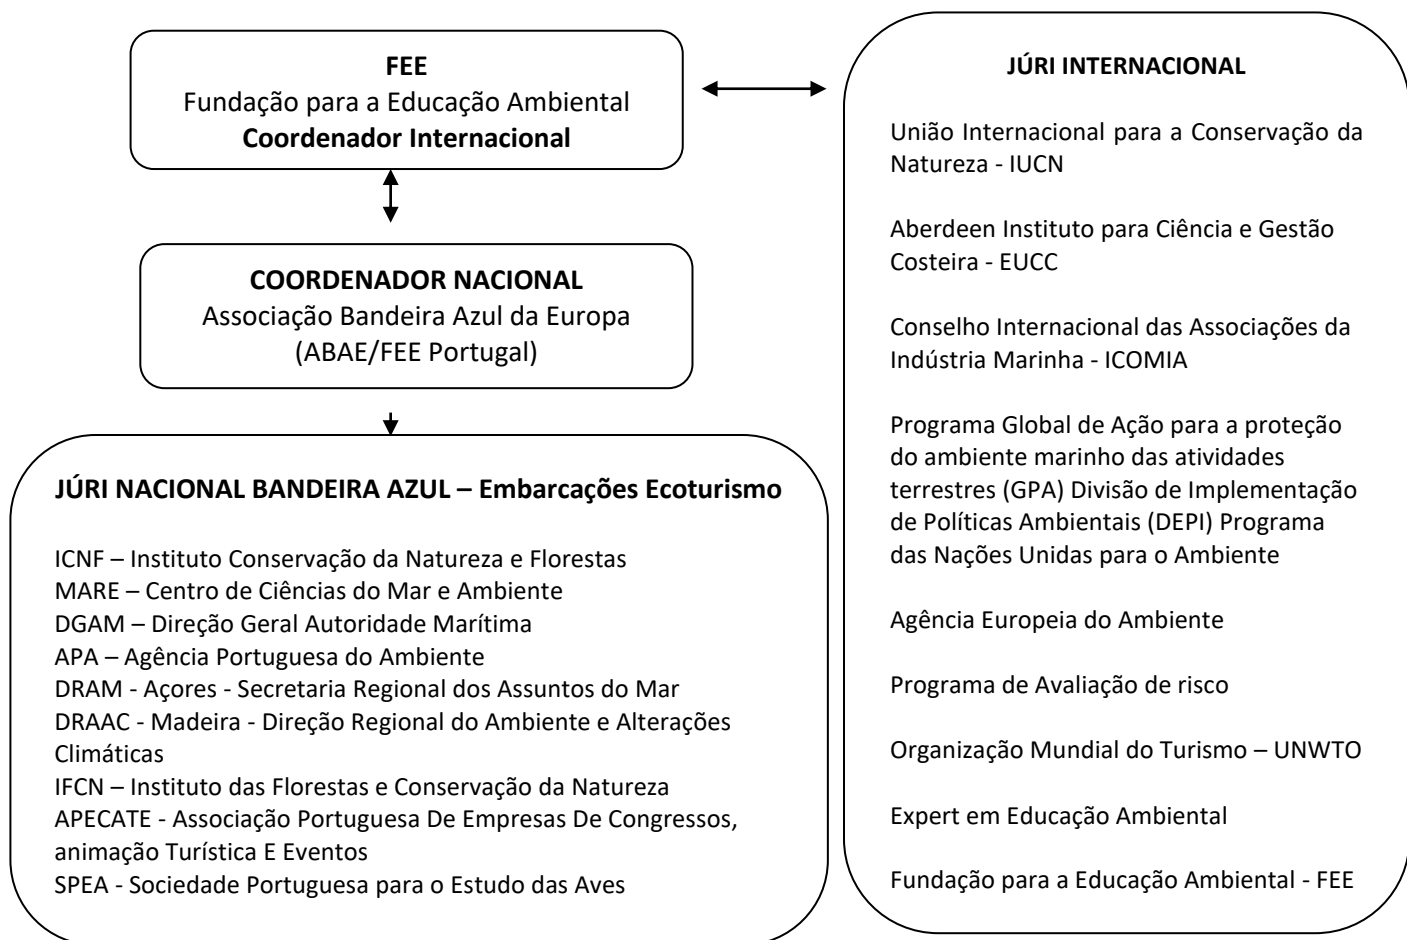 FEE
Fundação para a Educação Ambiental
Coordenador Internacional
COORDENADOR NACIONAL
Associação Bandeira Azul da Europa
(ABAE/FEE Portugal)
JÚRI NACIONAL BANDEIRA AZUL – Embarcações Ecoturismo
ICNF – Instituto Conservação da Natureza e Florestas
MARE – Centro de Ciências do Mar e Ambiente
DGAM – Direção Geral Autoridade Marítima
APA – Agência Portuguesa do Ambiente
DRAM - Açores - Secretaria Regional dos Assuntos do Mar
DRAAC - Madeira - Direção Regional do Ambiente e Alterações
Climáticas
IFCN – Instituto das Florestas e Conservação da Natureza
APECATE - Associação Portuguesa De Empresas De Congressos,
animação Turística E Eventos
SPEA - Sociedade Portuguesa para o Estudo das Aves
JÚRI INTERNACIONAL
União Internacional para a Conservação da
Natureza - IUCN
Aberdeen Instituto para Ciência e Gestão
Costeira - EUCC
Conselho Internacional das Associações da
Indústria Marinha - ICOMIA
Programa Global de Ação para a proteção
do ambiente marinho das atividades
terrestres (GPA) Divisão de Implementação
de Políticas Ambientais (DEPI) Programa
das Nações Unidas para o Ambiente
Agência Europeia do Ambiente
Programa de Avaliação de risco
Organização Mundial do Turismo – UNWTO
Expert em Educação Ambiental
Fundação para a Educação Ambiental - FEE